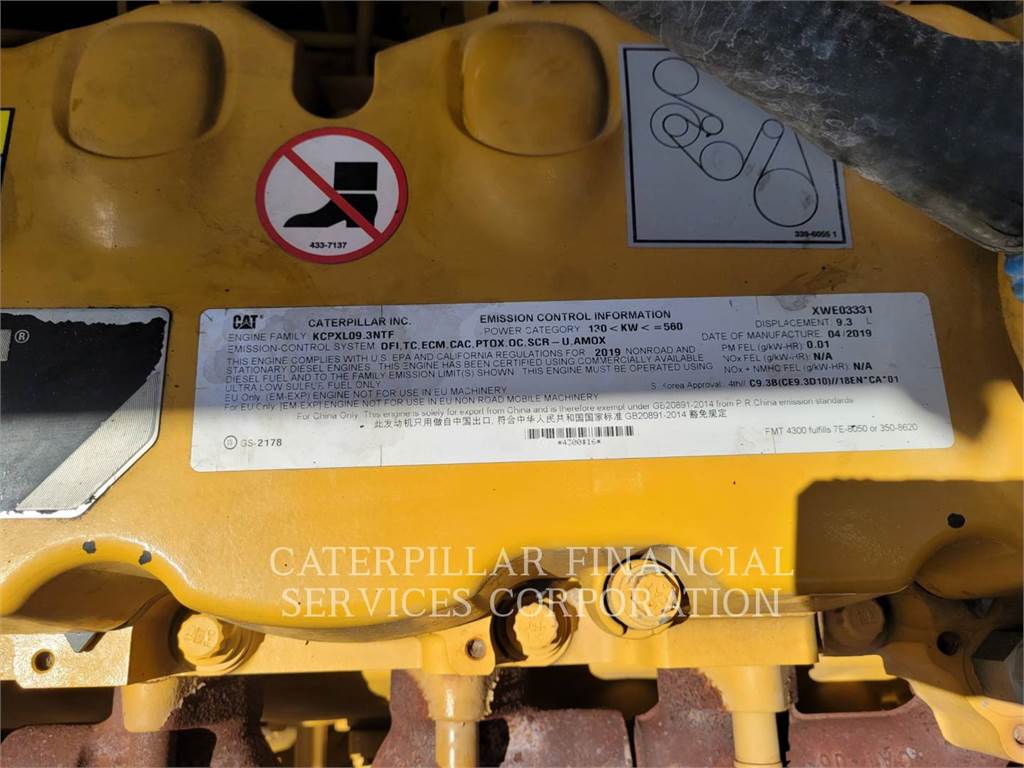 433-7137
339-6055 1
®
CAT CATERPILLAR INC. EMISSION CONTROL INFORMATION XWE03331
ENGINE FAMILY KCPXL09.3NTF POWER CATEGORY 130 < KW < = 560 DISPLACEMENT: 9.3 L
EMISSION-CONTROL SYSTEM DFI,TC,ECM,CAC,PTOX,OC,SCR-U,AMOX DATE OF MANUFACTURE 04/2019
THIS ENGINE COMPLIES WITH U.S. EPA AND CALIFORNIA REGULATIONS FOR 2019 NONROAD AND PM FEL (g/kW-HR) 0.01
STATIONARY DIESEL ENGINES. THIS ENGINE HAS BEEN CERTIFIED USING COMMERCIALLY AVAILABLE NOx FEL (g/kW-HR): N/A
DIESEL FUEL AND THE FAMILY EMISSION LIMIT(S) SHOWN. THIS ENGINE MUST BE OPERATED USING NOx + NMHC FEL (g/kW-HR) N/A
ULTRA LOW SULFUR FUEL ONLY
EU Only (EM-EXP) ENGINE NOT FOR USE IN EU MACHINERY S. Korea Approval 4th// C9.3B(CE9.3D10)//18EN*CA*01
For EU Only (EM-EXP)ENGINE NOT FOR USE IN EU NON ROAD MOBILE MACHINERY
For China Only. This engine is solely for export from China and is therefore exempt under GB20891-2014 from P.R.China emission standards
此发动机只用做自中国出口, 符合中华人民共和国国家标准 GB20891-2014 豁免规定
GS-2178 *4300#16* FMT 4300 fulfills 7E-8050 or 350-8620
CATERPILLAR FINANCIAL
SERVICES CORPORATION